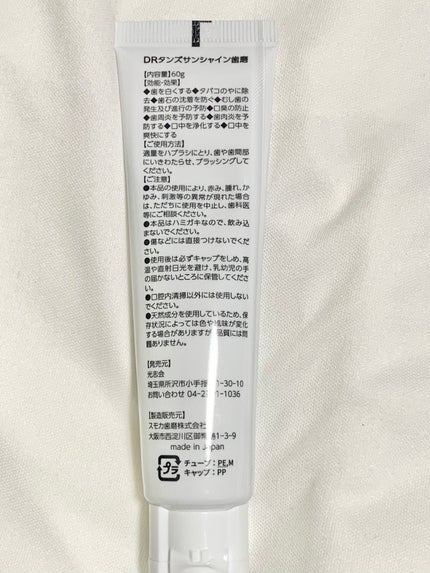 DRタンズサンシャイン歯磨
【内容量】60g
【効能・効果】
◆歯を白くする◆タバコのやに除
去◆歯石の沈着を防ぐ◆むし歯の
発生及び進行の予防◆口臭の防止
◆歯周炎を予防する◆歯肉炎を予
防する◆口中を浄化する◆口中を
爽快にする
【ご使用方法】
適量をハブラシにとり、歯や歯間部
にいきわたらせ、ブラッシングして
ください。
【ご注意】
●本品の使用により、赤み、腫れ、か
ゆみ、刺激等の異常が現れた場合
は、ただちに使用を中止し、歯科医
等にご相談ください。
●本品はハミガキなので、飲み込
まないでください。
●傷などには直接つけないでくだ
さい。
●使用後は必ずキャップをしめ、高
温や直射日光を避け、乳幼児の手
の届かないところに保管してくださ
い。
●口腔内清掃以外には使用しない
でください。
●天然成分を使用しているため、保
存状況によっては色や風味が変化
する場合がありますが、品質には問
題ありません。
【発売元】
光志会
埼玉県所沢市小手指 1-30-10
お問い合わせ 04-2 1-1036
【製造販売元】
スモカ歯磨株式会
大阪市西淀川区御 1-3-9
made in Japan
プラ
チューブ：PE,M
キャップ：PP